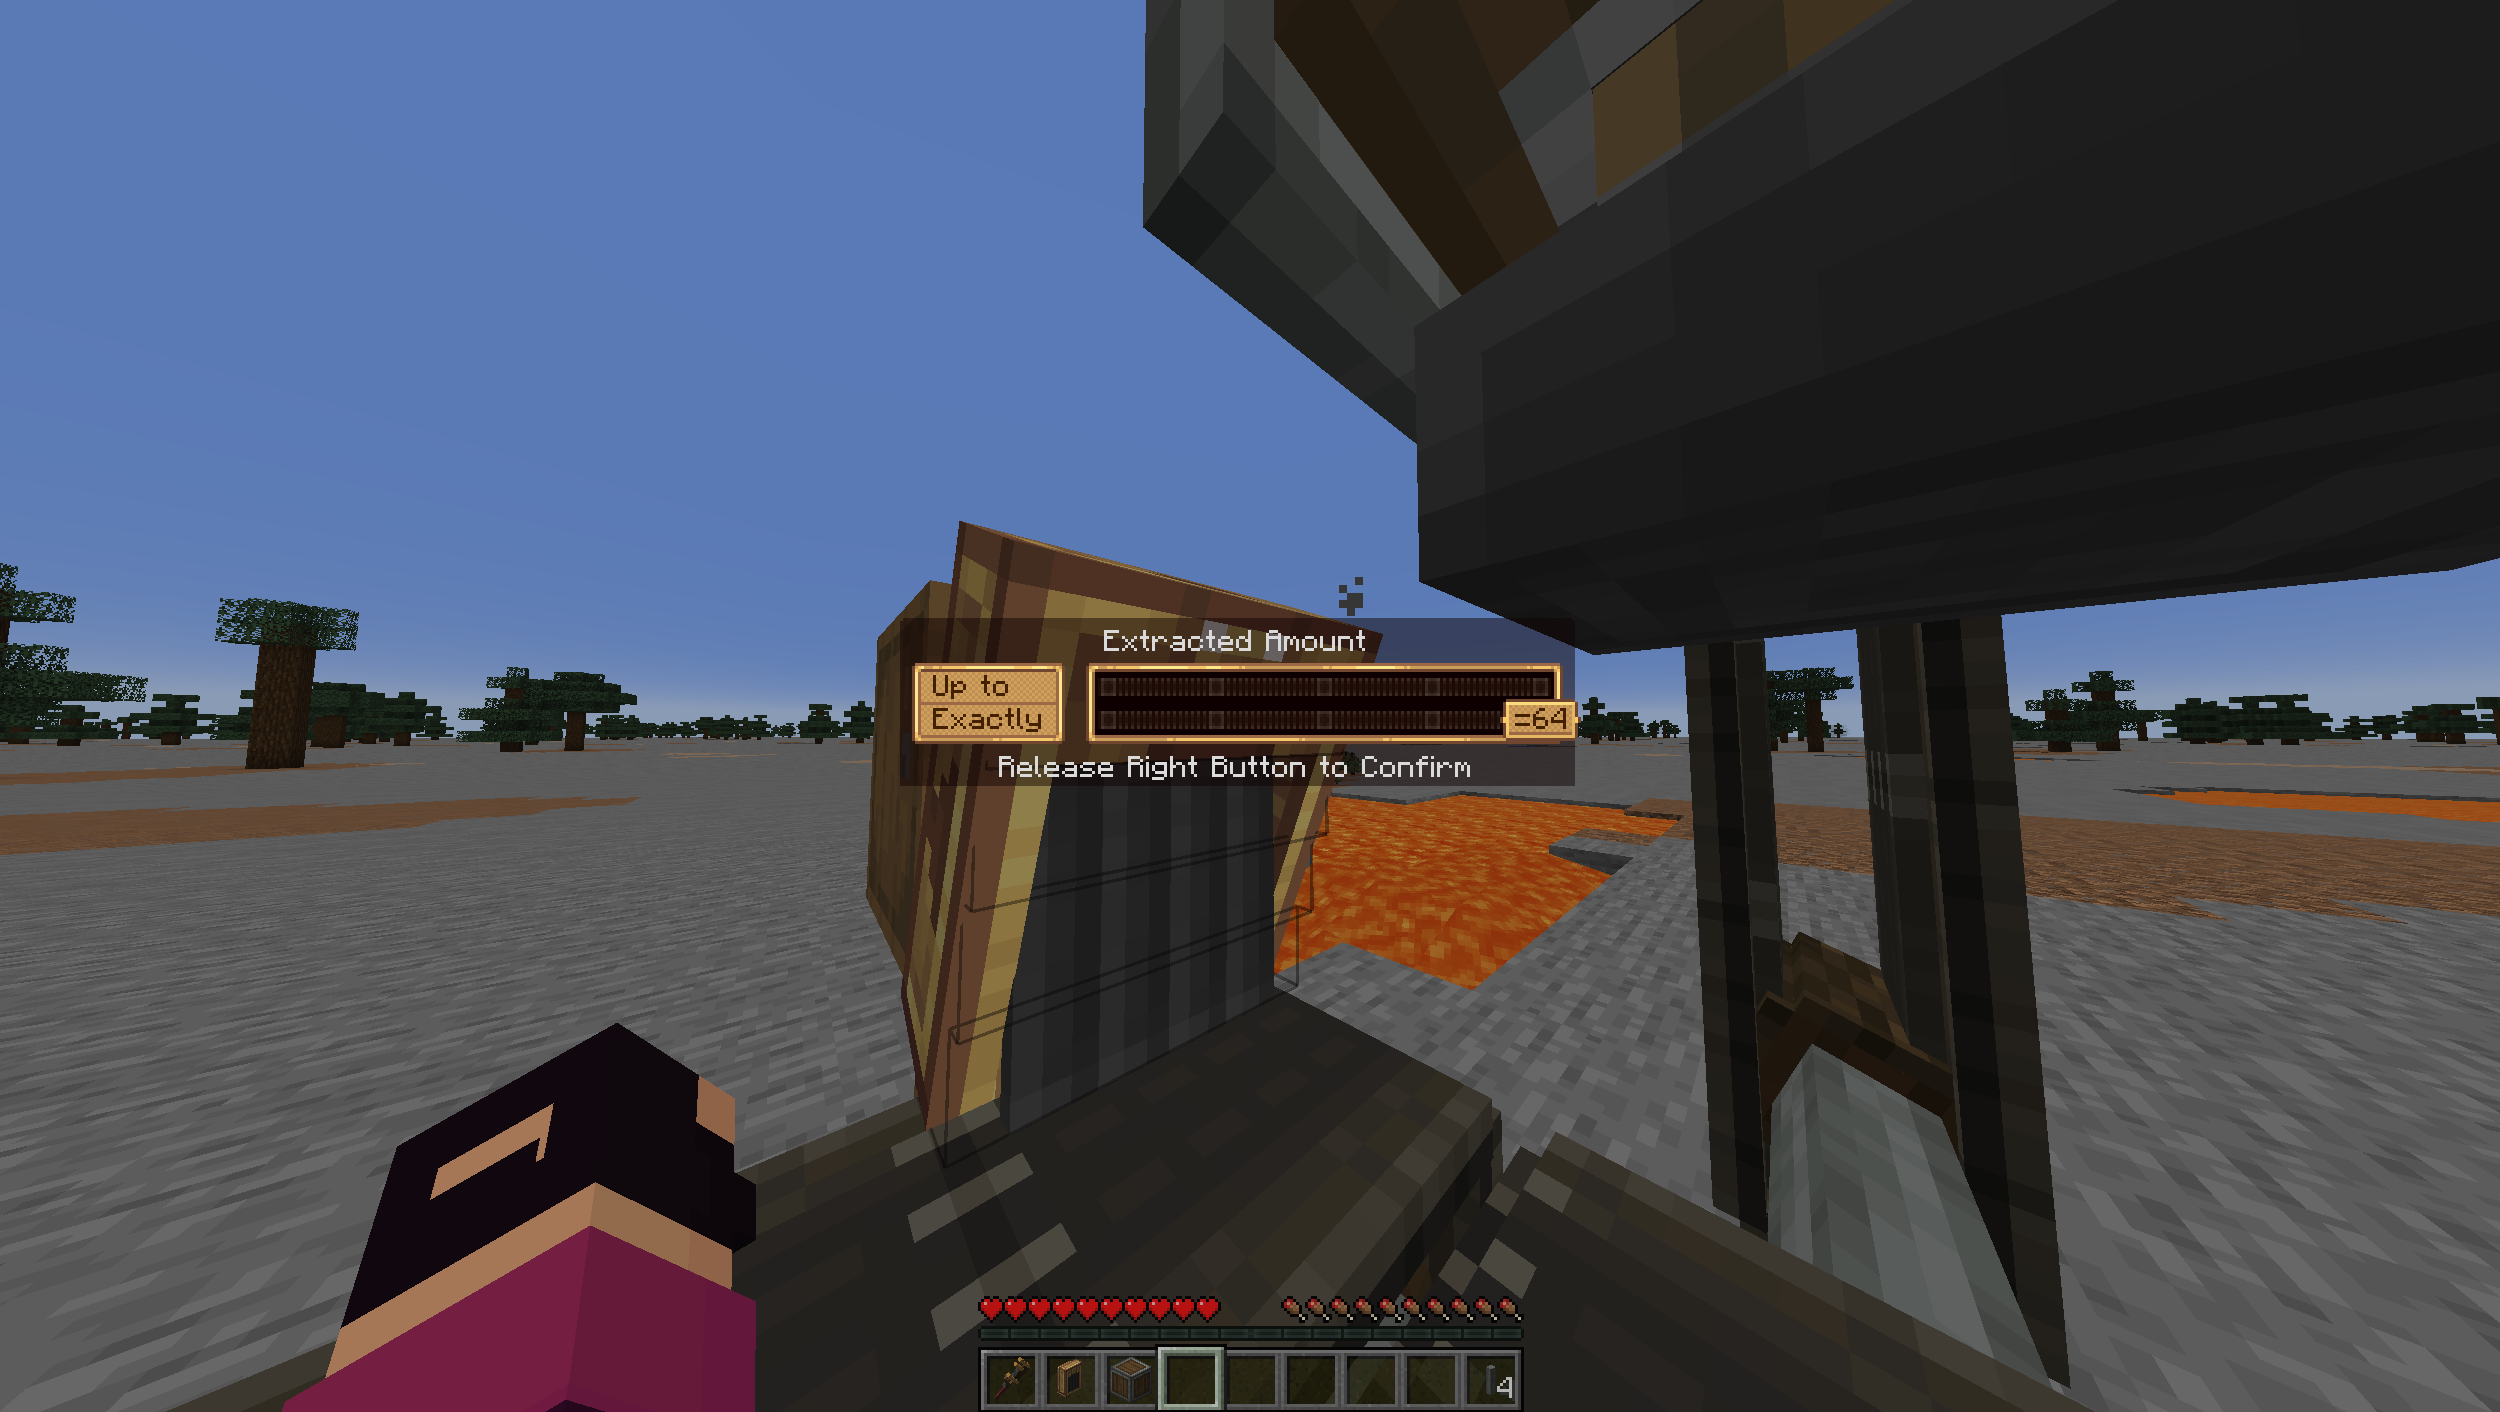 Extracted Amount
Up to
Exactly
=64
Release Right Button to Confirm
4